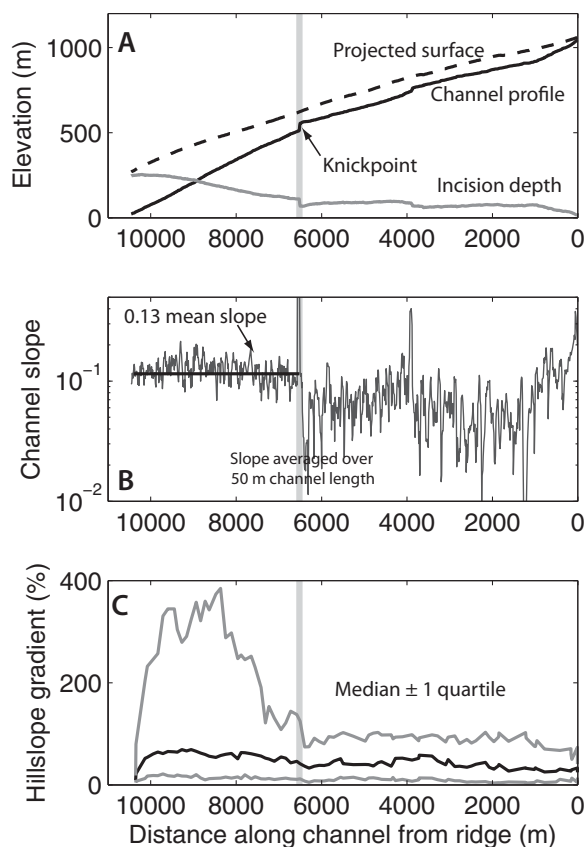 A
1000
500
0
Elevation (m)
Projected surface
Channel profile
Knickpoint
Incision depth
10000 8000 6000 4000 2000 0
0.13 mean slope
10⁻¹
10⁻²
Channel slope
Slope averaged over
50 m channel length
B
10000 8000 6000 4000 2000 0
C
400
200
0
Hillslope gradient (%)
Median ± 1 quartile
10000 8000 6000 4000 2000 0
Distance along channel from ridge (m)